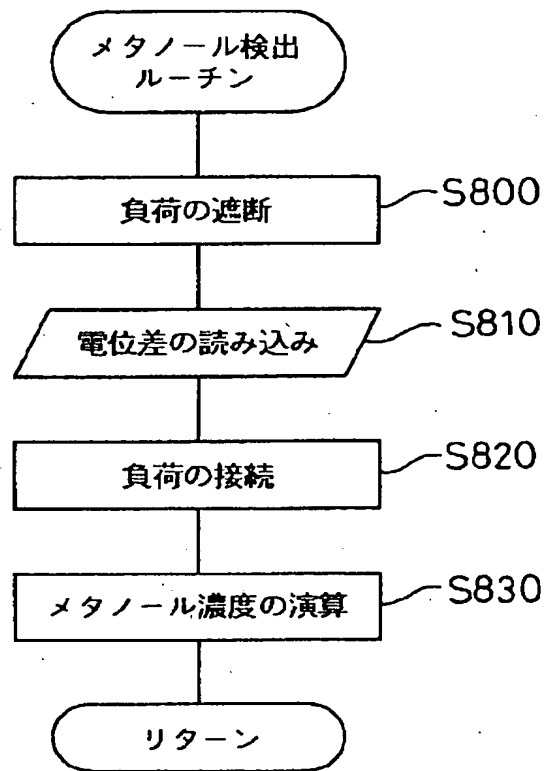 メタノール検出
ルーチン
負荷の遮断
S800
電位差の読み込み
S810
負荷の接続
S820
メタノール濃度の演算
S830
リターン